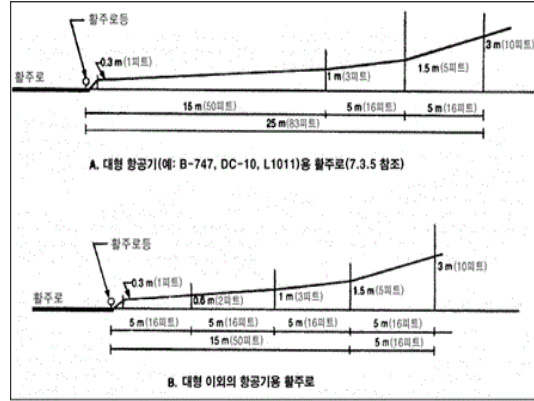 활주로등
0.3 m(1피트)
활주로
1 m(3피트)
1.5 m(5피트)
3 m(10피트)
15 m(50피트)
5 m(16피트)
5 m(16피트)
25 m(83피트)
A. 대형 항공기(예: B-747, DC-10, L1011)용 활주로(7.3.5 참조)
활주로등
0.3 m(1피트)
활주로
0.6 m(2피트)
1 m(3피트)
1.5 m(5피트)
3 m(10피트)
5 m(16피트)
5 m(16피트)
5 m(16피트)
5 m(16피트)
15 m(50피트)
5 m(16피트)
B. 대형 이외의 항공기용 활주로